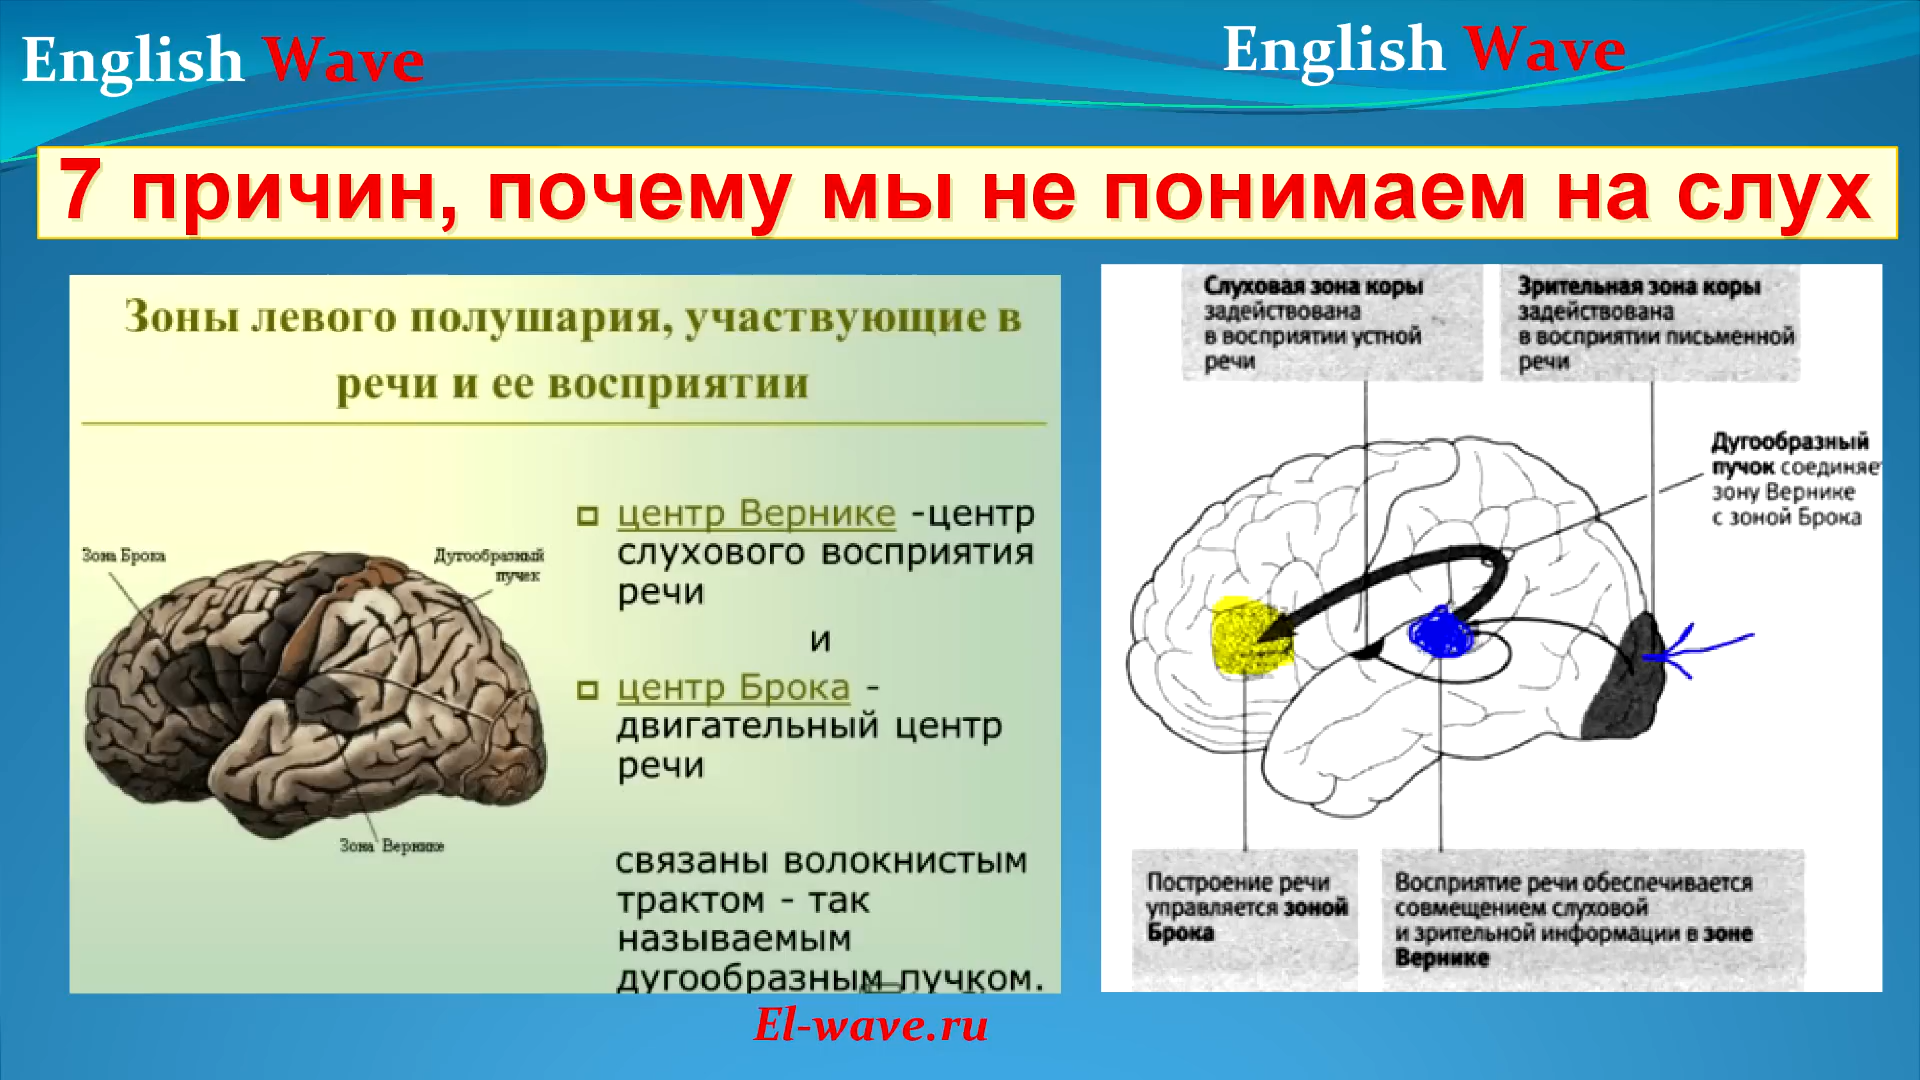 English Wave
English Wave
7 причин, почему мы не понимаем на слух
Зоны левого полушария, участвующие в
речи и ее восприятии
центр Вернике -центр
слухового восприятия
речи
и
центр Брока -
двигательный центр
речи
связаны волокнистым
трактом - так
называемым
дугообразным пучком.
Зона Брока
Дугообразный
пучек
Зона Вернике
Слуховая зона коры
задействована
в восприятии устной
речи
Зрительная зона коры
задействована
в восприятии письменной
речи
Дугообразный
пучок соединяе
зону Вернике
с зоной Брока
Построение речи
управляется зоной
Брока
Восприятие речи обеспечивается
совмещением слуховой
и зрительной информации в зоне
Вернике
El-wave.ru